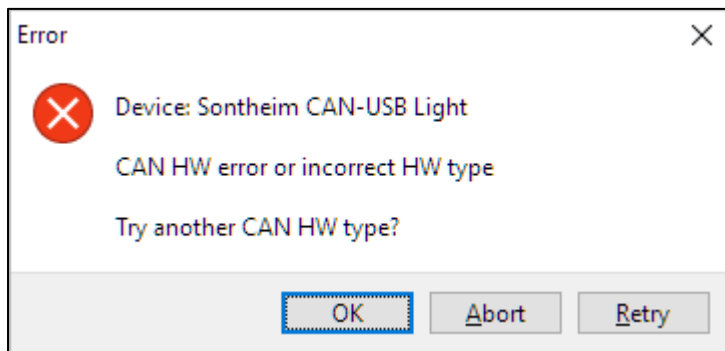 Error
Device: Sontheim CAN-USB Light
CAN HW error or incorrect HW type
Try another CAN HW type?
OK Abort Retry